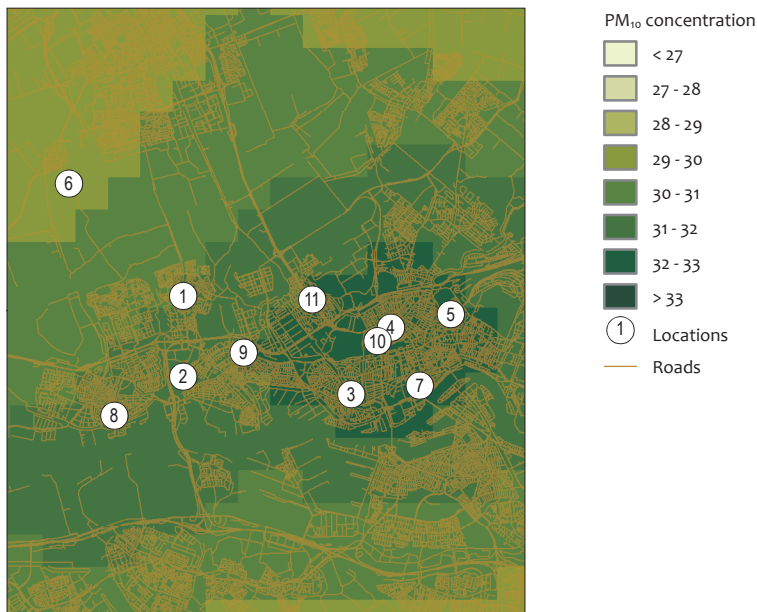 PM₁₀ concentration
< 27
27 - 28
28 - 29
29 - 30
30 - 31
31 - 32
32 - 33
> 33
1 Locations
Roads
6
1
11
5
4
10
9
2
7
3
8